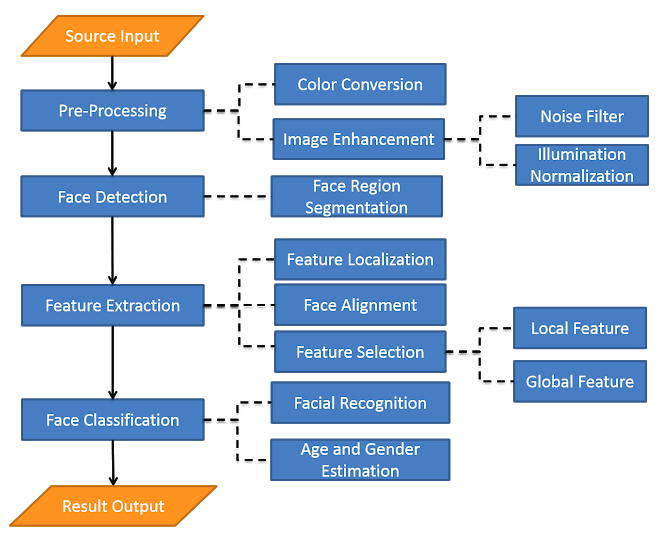 Source Input
Pre-Processing
Color Conversion
Image Enhancement
Noise Filter
Illumination
Normalization
Face Detection
Face Region
Segmentation
Feature Extraction
Feature Localization
Face Alignment
Feature Selection
Local Feature
Global Feature
Face Classification
Facial Recognition
Age and Gender
Estimation
Result Output